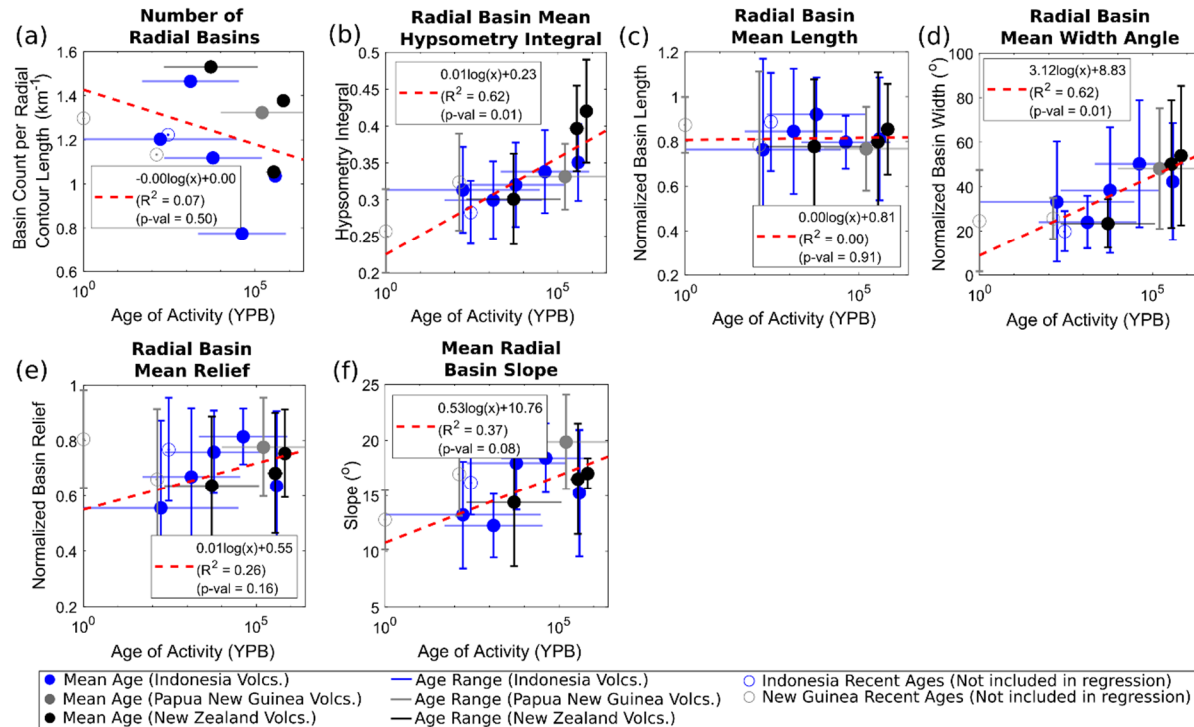 (a)
Number of
Radial Basins
Basin Count per Radial
Contour Length (km-1)
1.6
1.4
1.2
1
0.8
0.6
-0.00log(x)+0.00
(R2 = 0.07)
(p-val = 0.50)
100
105
Age of Activity (YPB)
(b)
Radial Basin Mean
Hypsometry Integral
Hypsometry Integral
0.5
0.45
0.4
0.35
0.3
0.25
0.2
0.01log(x)+0.23
(R2 = 0.62)
(p-val = 0.01)
100
105
Age of Activity (YPB)
(c)
Radial Basin
Mean Length
Normalized Basin Length
1.2
1
0.8
0.6
0.4
0.2
0.00log(x)+0.81
(R2 = 0.00)
(p-val = 0.91)
100
105
Age of Activity (YPB)
(d)
Radial Basin
Mean Width Angle
Normalized Basin Width (o)
100
80
60
40
20
0
3.12log(x)+8.83
(R2 = 0.62)
(p-val = 0.01)
100
105
Age of Activity (YPB)
(e)
Radial Basin
Mean Relief
Normalized Basin Relief
1
0.8
0.6
0.4
0.2
0.01log(x)+0.55
(R2 = 0.26)
(p-val = 0.16)
100
105
Age of Activity (YPB)
(f)
Mean Radial
Basin Slope
Slope (o)
25
20
15
10
5
0.53log(x)+10.76
(R2 = 0.37)
(p-val = 0.08)
100
105
Age of Activity (YPB)
Mean Age (Indonesia Volcs.)
Mean Age (Papua New Guinea Volcs.)
Mean Age (New Zealand Volcs.)
Age Range (Indonesia Volcs.)
Age Range (Papua New Guinea Volcs.)
Age Range (New Zealand Volcs.)
Indonesia Recent Ages (Not included in regression)
New Guinea Recent Ages (Not included in regression)